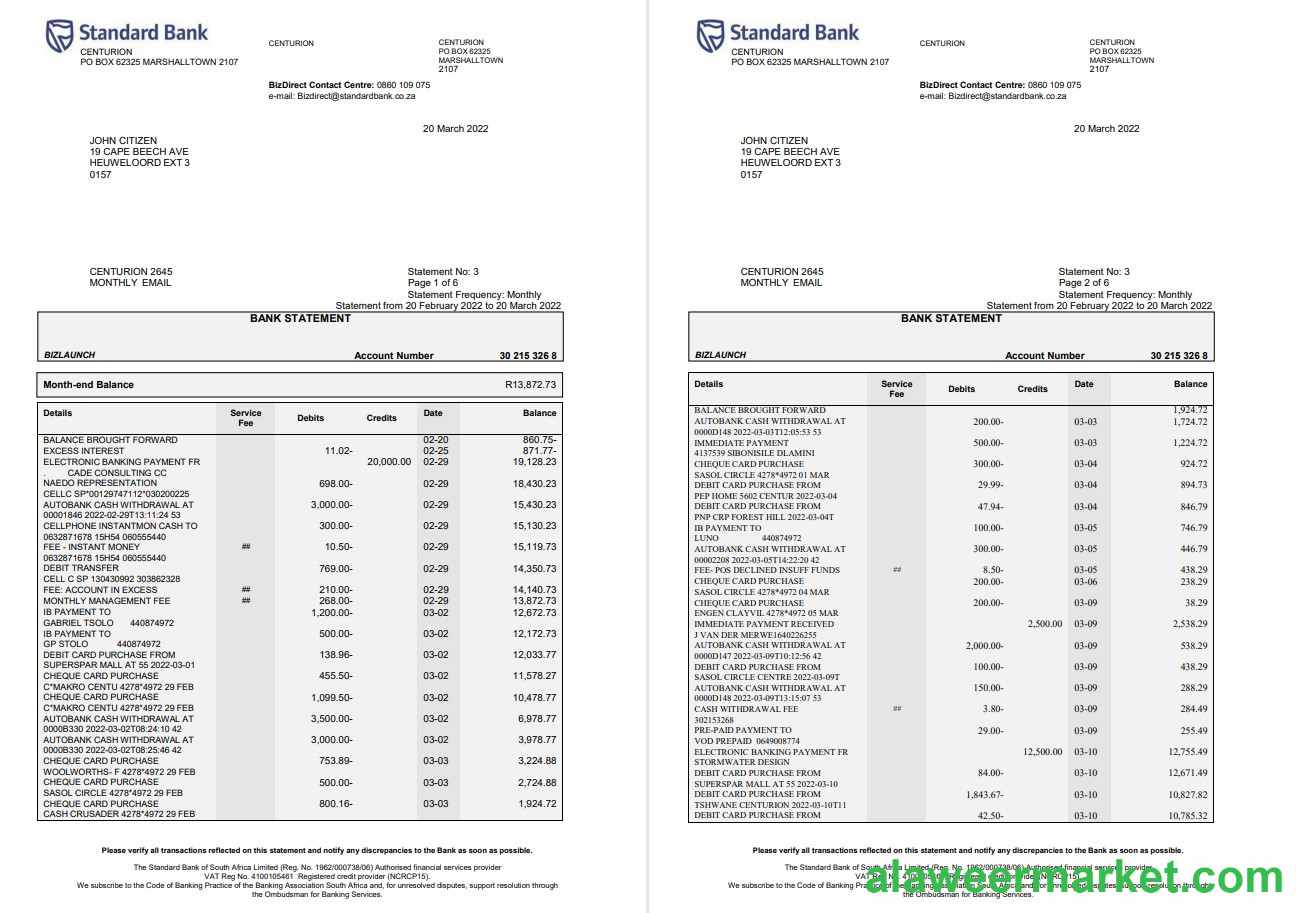 Standard Bank
CENTURION
PO BOX 62325 MARSHALLTOWN 2107
CENTURION
CENTURION
PO BOX 62325
MARSHALLTOWN
2107
BizDirect Contact Centre: 0860 109 075
e-mail: Bizdirect@standardbank.co.za
20 March 2022
JOHN CITIZEN
19 CAPE BEECH AVE
HEUWELOORD EXT 3
0157
CENTURION 2645
MONTHLY EMAIL
Statement No: 3
Page 1 of 6
Statement Frequency: Monthly
Statement from 20 February 2022 to 20 March 2022
BANK STATEMENT
BIZLAUNCH Account Number 30 215 326 8
Month-end Balance R13,872.73
Details Service Fee Debits Credits Date Balance
BALANCE BROUGHT FORWARD 02-20 860.75-
EXCESS INTEREST 11.02- 02-25 871.77-
ELECTRONIC BANKING PAYMENT FR 20,000.00 02-29 19,128.23
. CADE CONSULTING CC
NAEDO REPRESENTATION 698.00- 02-29 18,430.23
CELLC SP*00129747112*030200225
AUTOBANK CASH WITHDRAWAL AT 3,000.00- 02-29 15,430.23
00001846 2022-02-29T13:11:24 53
CELLPHONE INSTANTMON CASH TO 300.00- 02-29 15,130.23
0632871678 15H54 060555440
FEE - INSTANT MONEY ## 10.50- 02-29 15,119.73
0632871678 15H54 060555440
DEBIT TRANSFER 769.00- 02-29 14,350.73
CELL C SP 130430992 303862328
FEE: ACCOUNT IN EXCESS ## 210.00- 02-29 14,140.73
MONTHLY MANAGEMENT FEE ## 268.00- 02-29 13,872.73
IB PAYMENT TO 1,200.00- 03-02 12,672.73
GABRIEL TSOLO 440874972
IB PAYMENT TO 500.00- 03-02 12,172.73
GP STOLO 440874972
DEBIT CARD PURCHASE FROM 138.96- 03-02 12,033.77
SUPERSPAR MALL AT 55 2022-03-01
CHEQUE CARD PURCHASE 455.50- 03-02 11,578.27
C*MAKRO CENTU 4278*4972 29 FEB
CHEQUE CARD PURCHASE 1,099.50- 03-02 10,478.77
C*MAKRO CENTU 4278*4972 29 FEB
AUTOBANK CASH WITHDRAWAL AT 3,500.00- 03-02 6,978.77
0000B330 2022-03-02T08:24:10 42
AUTOBANK CASH WITHDRAWAL AT 3,000.00- 03-02 3,978.77
0000B330 2022-03-02T08:25:46 42
CHEQUE CARD PURCHASE 753.89- 03-03 3,224.88
WOOLWORTHS- F 4278*4972 29 FEB
CHEQUE CARD PURCHASE 500.00- 03-03 2,724.88
SASOL CIRCLE 4278*4972 29 FEB
CHEQUE CARD PURCHASE 800.16- 03-03 1,924.72
CASH CRUSADER 4278*4972 29 FEB
Please verify all transactions reflected on this statement and notify any discrepancies to the Bank as soon as possible.
The Standard Bank of South Africa Limited (Reg. No. 1962/000738/06) Authorised financial services provider
VAT Reg No. 4100105461 Registered credit provider (NCRCP15).
We subscribe to the Code of Banking Practice of the Banking Association South Africa and, for unresolved disputes, support resolution through
the Ombudsman for Banking Services.
Standard Bank
CENTURION
PO BOX 62325 MARSHALLTOWN 2107
CENTURION
CENTURION
PO BOX 62325
MARSHALLTOWN
2107
BizDirect Contact Centre: 0860 109 075
e-mail: Bizdirect@standardbank.co.za
20 March 2022
JOHN CITIZEN
19 CAPE BEECH AVE
HEUWELOORD EXT 3
0157
CENTURION 2645
MONTHLY EMAIL
Statement No: 3
Page 2 of 6
Statement Frequency: Monthly
Statement from 20 February 2022 to 20 March 2022
BANK STATEMENT
BIZLAUNCH Account Number 30 215 326 8
Details Service Fee Debits Credits Date Balance
BALANCE BROUGHT FORWARD 1,924.72
AUTOBANK CASH WITHDRAWAL AT 200.00- 03-03 1,724.72
0000D148 2022-03-03T12:05:53 53
IMMEDIATE PAYMENT 500.00- 03-03 1,224.72
4137539 SIBONISILE DLAMINI
CHEQUE CARD PURCHASE 300.00- 03-04 924.72
SASOL CIRCLE 4278*4972 01 MAR
DEBIT CARD PURCHASE FROM 29.99- 03-04 894.73
PEP HOME 5602 CENTUR 2022-03-04
DEBIT CARD PURCHASE FROM 47.94- 03-04 846.79
PNP CRP FOREST HILL 2022-03-04T
IB PAYMENT TO 100.00- 03-05 746.79
LUNO 440874972
AUTOBANK CASH WITHDRAWAL AT 300.00- 03-05 446.79
00002208 2022-03-05T14:22:20 42
FEE- POS DECLINED INSUFF FUNDS ## 8.50- 03-05 438.29
CHEQUE CARD PURCHASE 200.00- 03-06 238.29
SASOL CIRCLE 4278*4972 04 MAR
CHEQUE CARD PURCHASE 200.00- 03-09 38.29
ENGEN CLAYVIL 4278*4972 05 MAR
IMMEDIATE PAYMENT RECEIVED 2,500.00 03-09 2,538.29
J VAN DER MERWE1640226255
AUTOBANK CASH WITHDRAWAL AT 2,000.00- 03-09 538.29
0000D147 2022-03-09T10:12:56 42
DEBIT CARD PURCHASE FROM 100.00- 03-09 438.29
SASOL CIRCLE CENTRE 2022-03-09T
AUTOBANK CASH WITHDRAWAL AT 150.00- 03-09 288.29
0000D148 2022-03-09T13:15:07 53
CASH WITHDRAWAL FEE ## 3.80- 03-09 284.49
302153268
PRE-PAID PAYMENT TO 29.00- 03-09 255.49
VOD PREPAID 0649008774
ELECTRONIC BANKING PAYMENT FR 12,500.00 03-10 12,755.49
STORMWATER DESIGN
DEBIT CARD PURCHASE FROM 84.00- 03-10 12,671.49
SUPERSPAR MALL AT 55 2022-03-10
DEBIT CARD PURCHASE FROM 1,843.67- 03-10 10,827.82
TSHWANE CENTURION 2022-03-10T11
DEBIT CARD PURCHASE FROM 42.50- 03-10 10,785.32
Please verify all transactions reflected on this statement and notify any discrepancies to the Bank as soon as possible.
The Standard Bank of South Africa Limited (Reg. No. 1962/000738/06) Authorised financial services provider
VAT Reg No. 4100105461 Registered credit provider (NCRCP15).
We subscribe to the Code of Banking Practice of the Banking Association South Africa and, for unresolved disputes, support resolution through
the Ombudsman for Banking Services.
alaweermarket.com